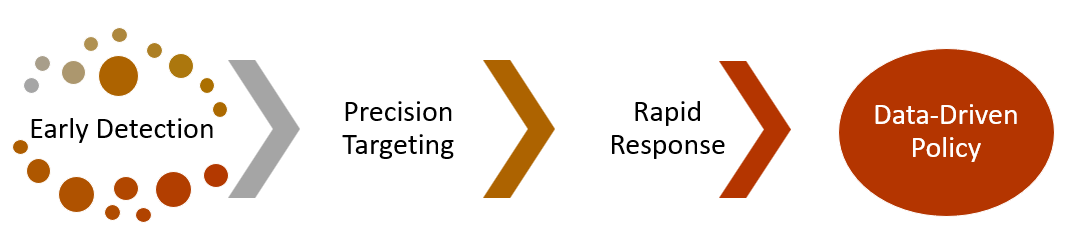 Early Detection
Precision
Targeting
Rapid
Response
Data-Driven
Policy